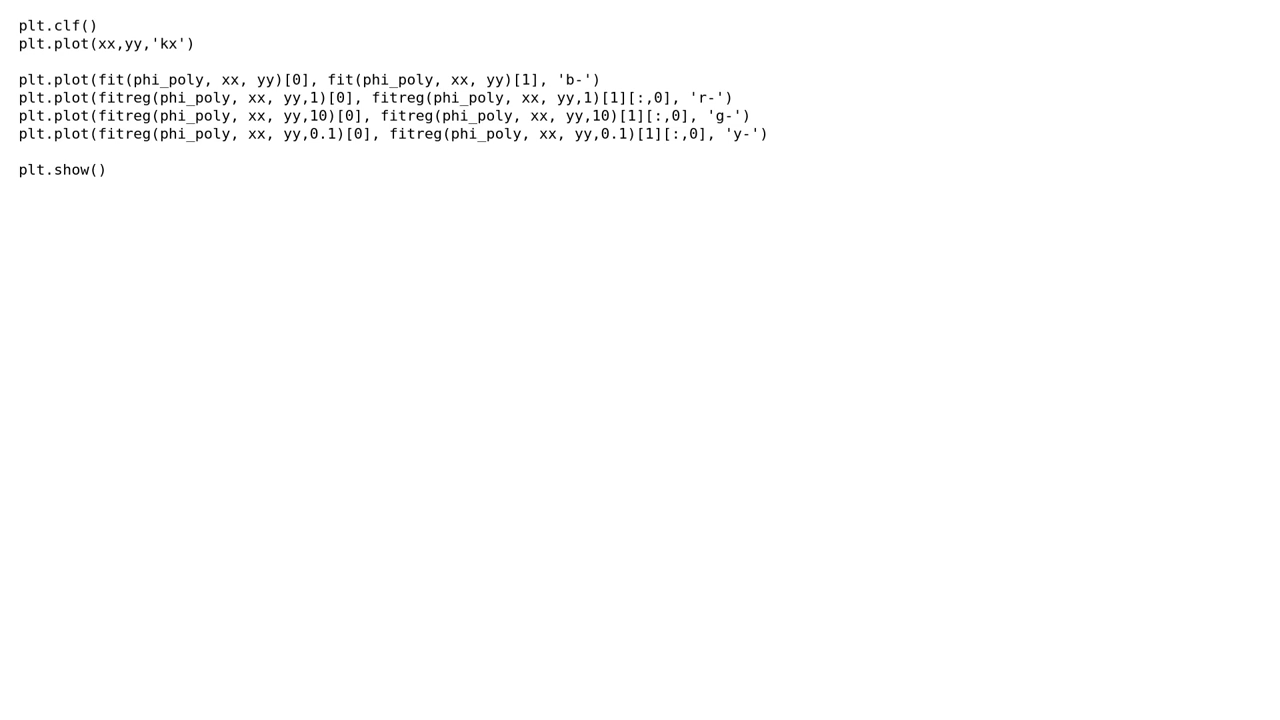 plt.clf()
plt.plot(xx,yy,'kx')

plt.plot(fit(phi_poly, xx, yy)[0], fit(phi_poly, xx, yy)[1], 'b-')
plt.plot(fitreg(phi_poly, xx, yy,1)[0], fitreg(phi_poly, xx, yy,1)[1][:,0], 'r-')
plt.plot(fitreg(phi_poly, xx, yy,10)[0], fitreg(phi_poly, xx, yy,10)[1][:,0], 'g-')
plt.plot(fitreg(phi_poly, xx, yy,0.1)[0], fitreg(phi_poly, xx, yy,0.1)[1][:,0], 'y-')

plt.show()